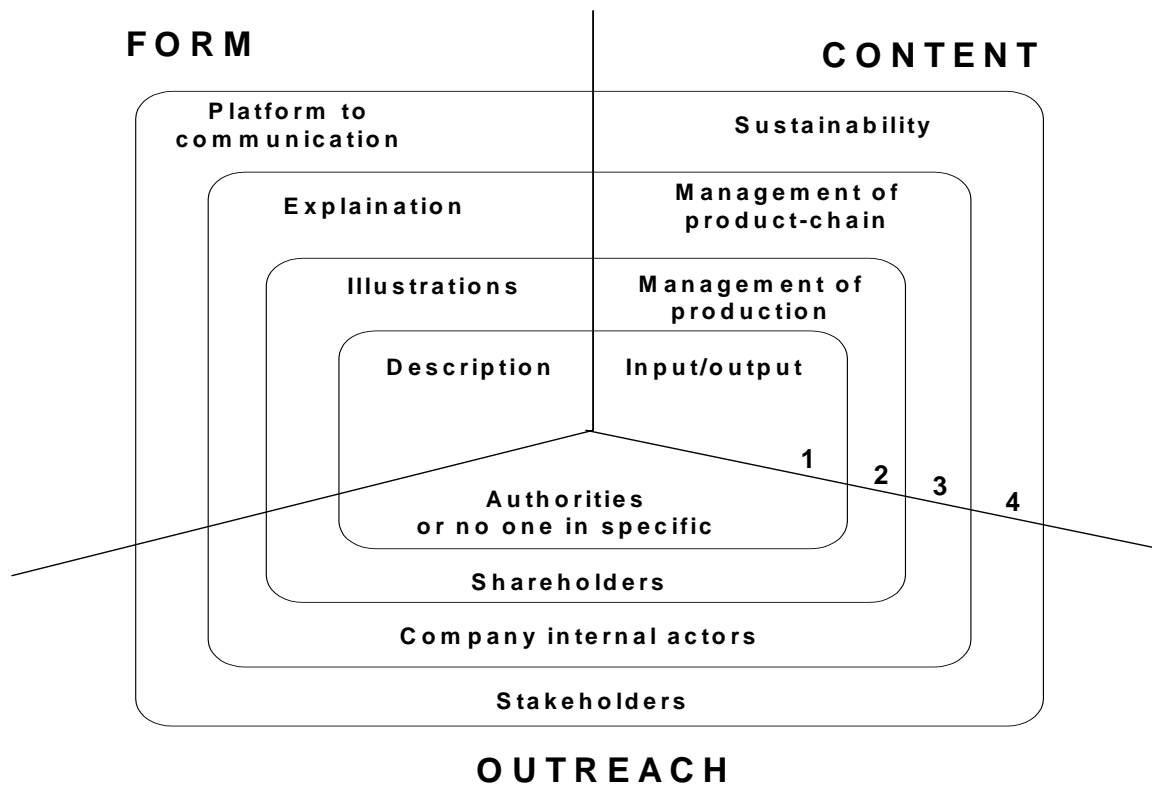 FORM
CONTENT
Platform to
communication
Sustainability
Explaination
Management of
product-chain
Illustrations
Management of
production
Description
Input/output
1
2
3
4
Authorities
or no one in specific
Shareholders
Company internal actors
Stakeholders
OUTREACH